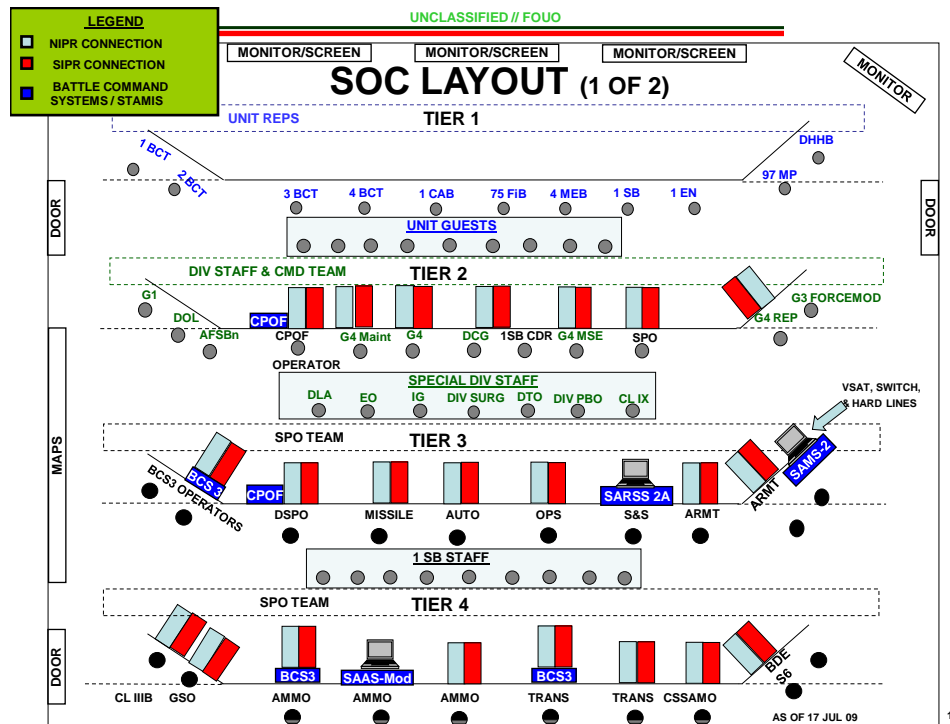 UNCLASSIFIED // FOUO
LEGEND
NIPR CONNECTION
SIPR CONNECTION
BATTLE COMMAND
SYSTEMS / STAMIS
MONITOR/SCREEN
MONITOR/SCREEN
MONITOR/SCREEN
MONITOR
SOC LAYOUT (1 OF 2)
UNIT REPS
TIER 1
1 BCT
2 BCT
3 BCT
4 BCT
1 CAB
75 FiB
4 MEB
1 SB
1 EN
97 MP
DHHB
DOOR
DOOR
UNIT GUESTS
DIV STAFF & CMD TEAM
TIER 2
G1
DOL
AFSBn
CPOF
CPOF
OPERATOR
G4 Maint
G4
DCG
1SB CDR
G4 MSE
SPO
G4 REP
G3 FORCEMOD
SPECIAL DIV STAFF
DLA
EO
IG
DIV SURG
DTO
DIV PBO
CL IX
VSAT, SWITCH,
& HARD LINES
MAPS
SPO TEAM
TIER 3
BCS 3
BCS3 OPERATORS
CPOF
DSPO
MISSILE
AUTO
OPS
SARSS 2A
S&S
ARMT
ARMT
SAMS-2
1 SB STAFF
SPO TEAM
TIER 4
DOOR
CL IIIB
GSO
BCS3
AMMO
SAAS-Mod
AMMO
AMMO
BCS3
TRANS
TRANS
CSSAMO
BDE
S6
AS OF 17 JUL 09
1